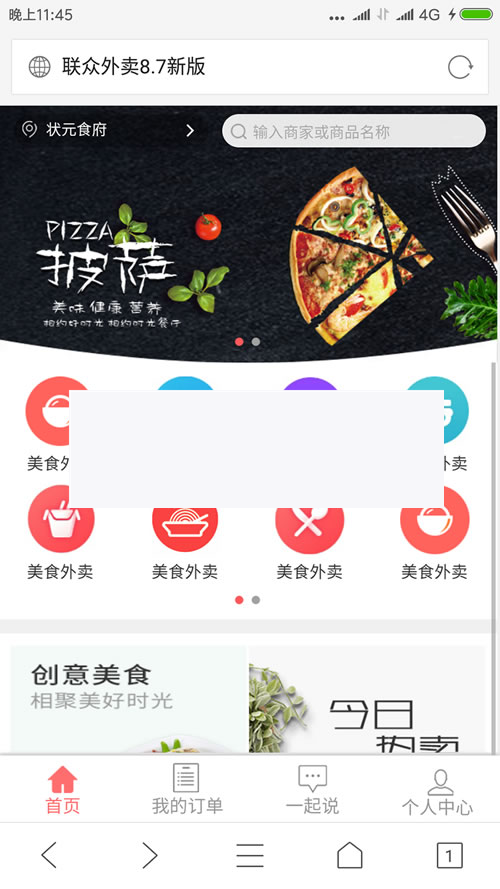 晚上11:45
4G
联众外卖8.7新版
状元食府
输入商家或商品名称
PIZZA
披萨
美味 健康 营养
相约好时光 相约时光餐厅
美食外
外卖
美食外卖 美食外卖 美食外卖 美食外卖
创意美食
相聚美好时光
今日
热卖
首页 我的订单 一起说 个人中心
1